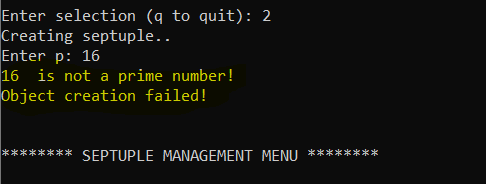 Enter selection (q to quit): 2
Creating septuple..
Enter p: 16
16  is not a prime number!
Object creation failed!
******** SEPTUPLE MANAGEMENT MENU ********